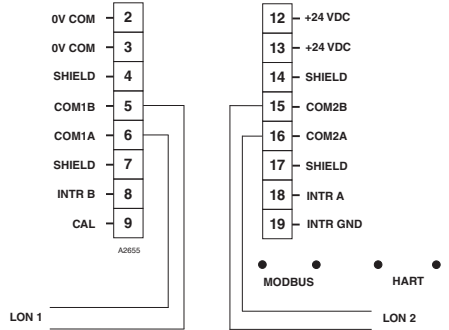 0V COM 2
0V COM 3
SHIELD 4
COM1B 5
COM1A 6
SHIELD 7
INTR B 8
CAL 9
A2655
LON 1
12 +24 VDC
13 +24 VDC
14 SHIELD
15 COM2B
16 COM2A
17 SHIELD
18 INTR A
19 INTR GND
MODBUS HART
LON 2